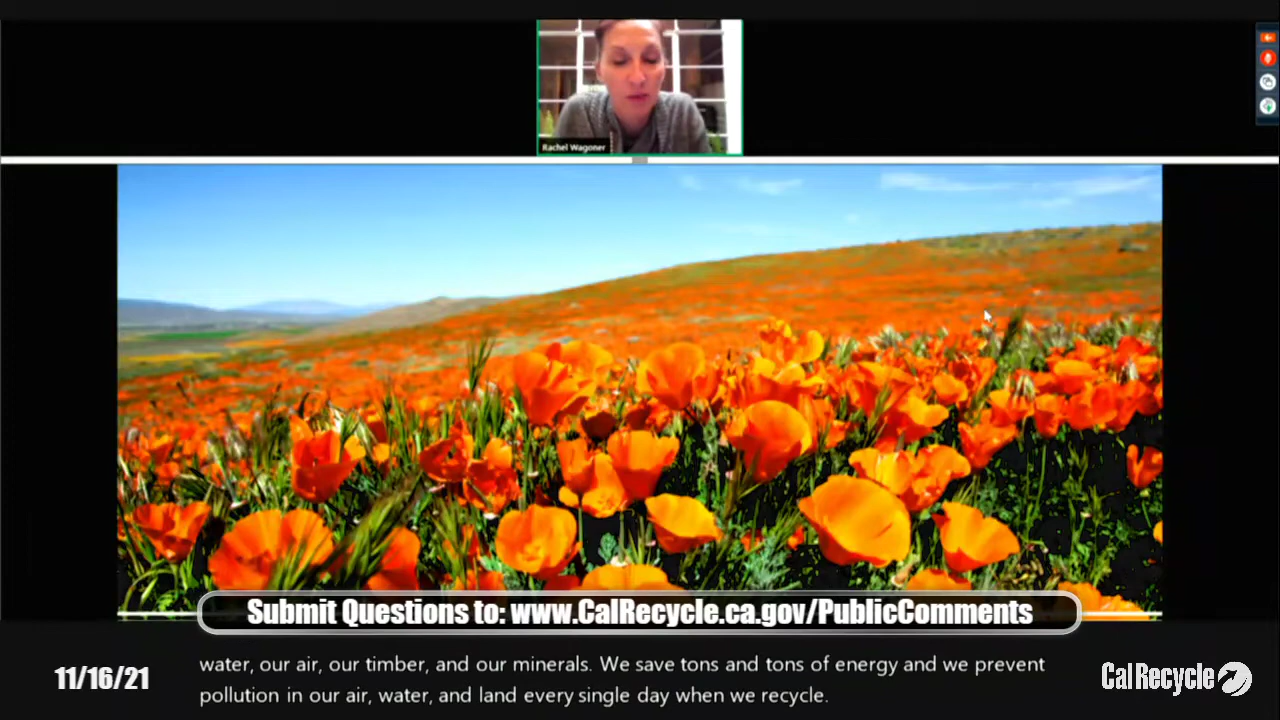 Rachel Wagoner
Submit Questions to: www.CalRecycle.ca.gov/PublicComments
water, our air, our timber, and our minerals. We save tons and tons of energy and we prevent
pollution in our air, water, and land every single day when we recycle.
11/16/21
CalRecycle